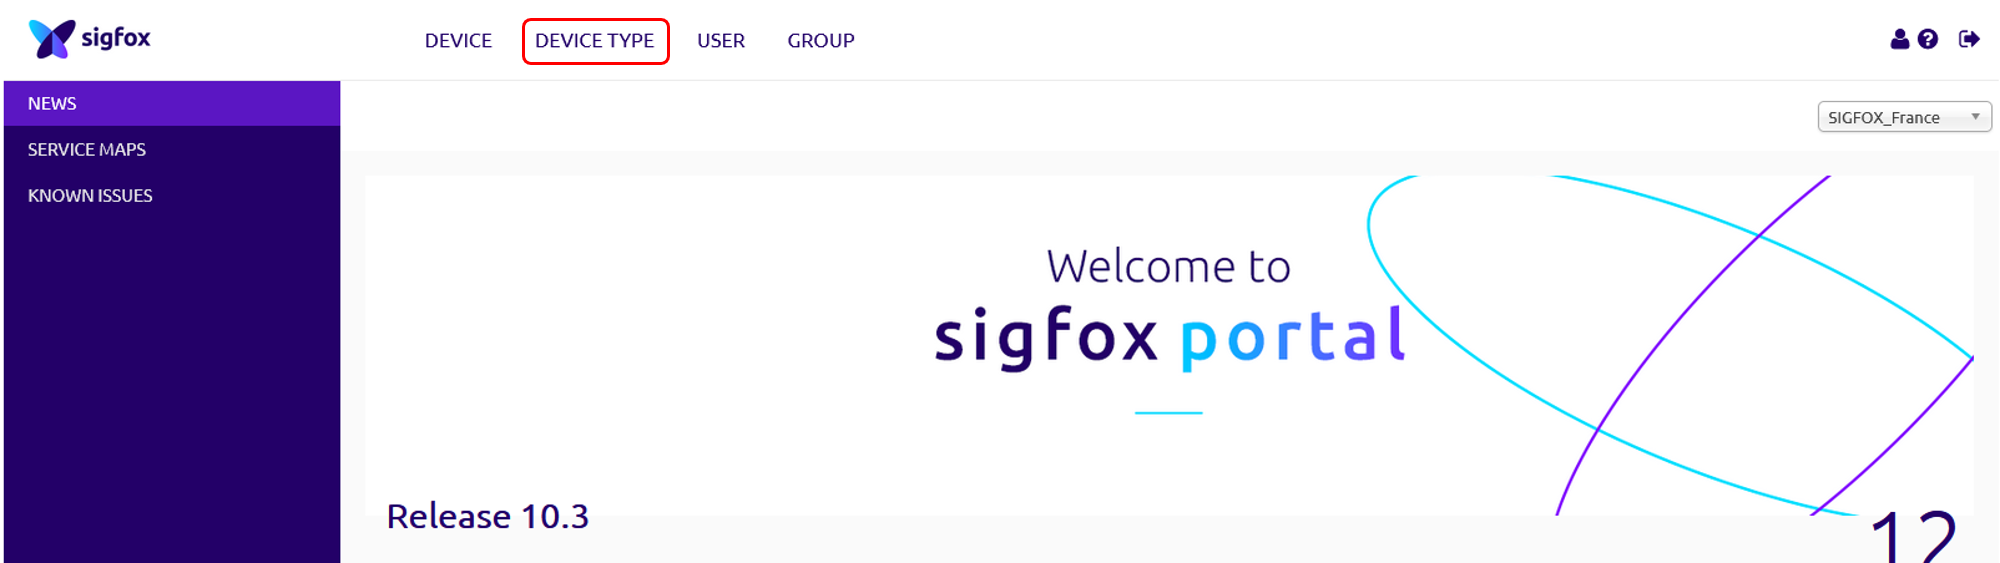 sigfox
DEVICE DEVICE TYPE USER GROUP
NEWS
SERVICE MAPS
KNOWN ISSUES
SIGFOX_France
Welcome to
sigfox portal
Release 10.3
12